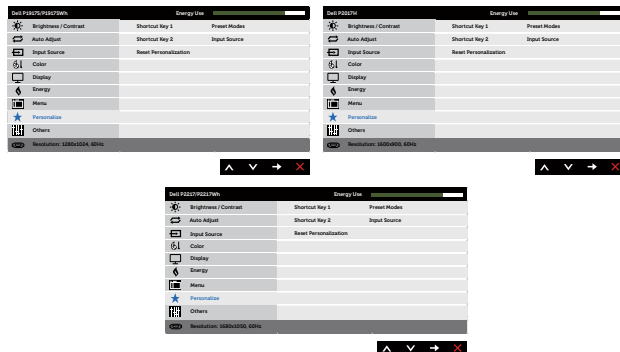 Dell P1917S/P1917SWh Energy Use
Brightness / Contrast Shortcut Key 1 Preset Modes
Auto Adjust Shortcut Key 2 Input Source
Input Source Reset Personalization
Color
Display
Energy
Menu
Personalize
Others
Resolution: 1280x1024, 60Hz
Dell P2017H Energy Use
Brightness / Contrast Shortcut Key 1 Preset Modes
Auto Adjust Shortcut Key 2 Input Source
Input Source Reset Personalization
Color
Display
Energy
Menu
Personalize
Others
Resolution: 1600x900, 60Hz
Dell P2217/P2217Wh Energy Use
Brightness / Contrast Shortcut Key 1 Preset Modes
Auto Adjust Shortcut Key 2 Input Source
Input Source Reset Personalization
Color
Display
Energy
Menu
Personalize
Others
Resolution: 1680x1050, 60Hz